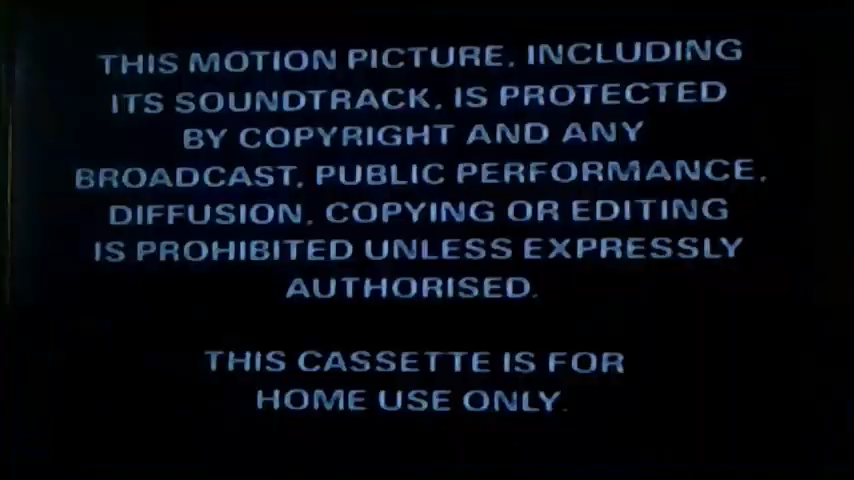 THIS MOTION PICTURE, INCLUDING
ITS SOUNDTRACK, IS PROTECTED
BY COPYRIGHT AND ANY
BROADCAST, PUBLIC PERFORMANCE,
DIFFUSION, COPYING OR EDITING
IS PROHIBITED UNLESS EXPRESSLY
AUTHORISED.
THIS CASSETTE IS FOR
HOME USE ONLY.